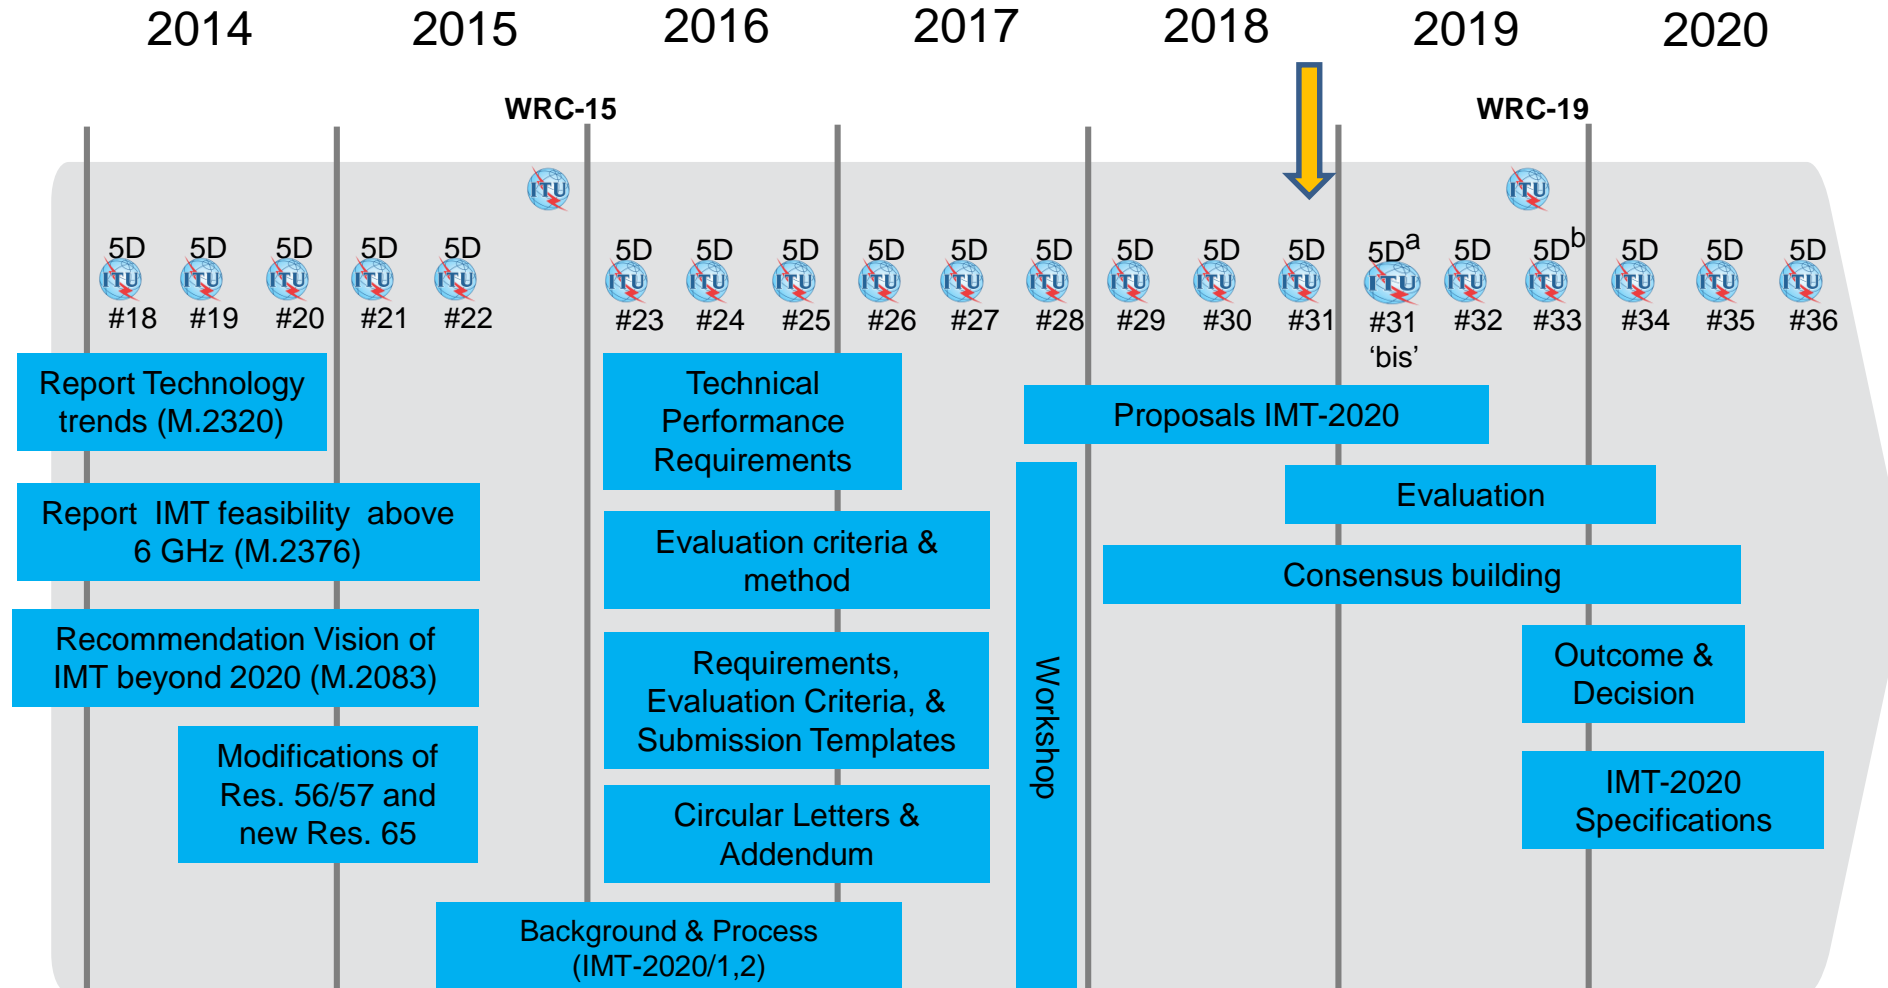 2014 2015 2016 2017 2018 2019 2020
WRC-15 WRC-19
ITU ITU
5D 5D 5D 5D 5D 5D 5D 5D 5D 5D 5D 5D 5D 5D 5Da 5D 5Db 5D 5D 5D
ITU ITU ITU ITU ITU ITU ITU ITU ITU ITU ITU ITU ITU ITU ITU ITU ITU ITU ITU ITU
#18 #19 #20 #21 #22 #23 #24 #25 #26 #27 #28 #29 #30 #31 #31 #32 #33 #34 #35 #36
‘bis’
Report Technology
trends (M.2320)
Report IMT feasibility above
6 GHz (M.2376)
Recommendation Vision of
IMT beyond 2020 (M.2083)
Modifications of
Res. 56/57 and
new Res. 65
Technical
Performance
Requirements
Evaluation criteria &
method
Requirements,
Evaluation Criteria, &
Submission Templates
Circular Letters &
Addendum
Background & Process
(IMT-2020/1,2)
Workshop
Proposals IMT-2020
Evaluation
Consensus building
Outcome &
Decision
IMT-2020
Specifications